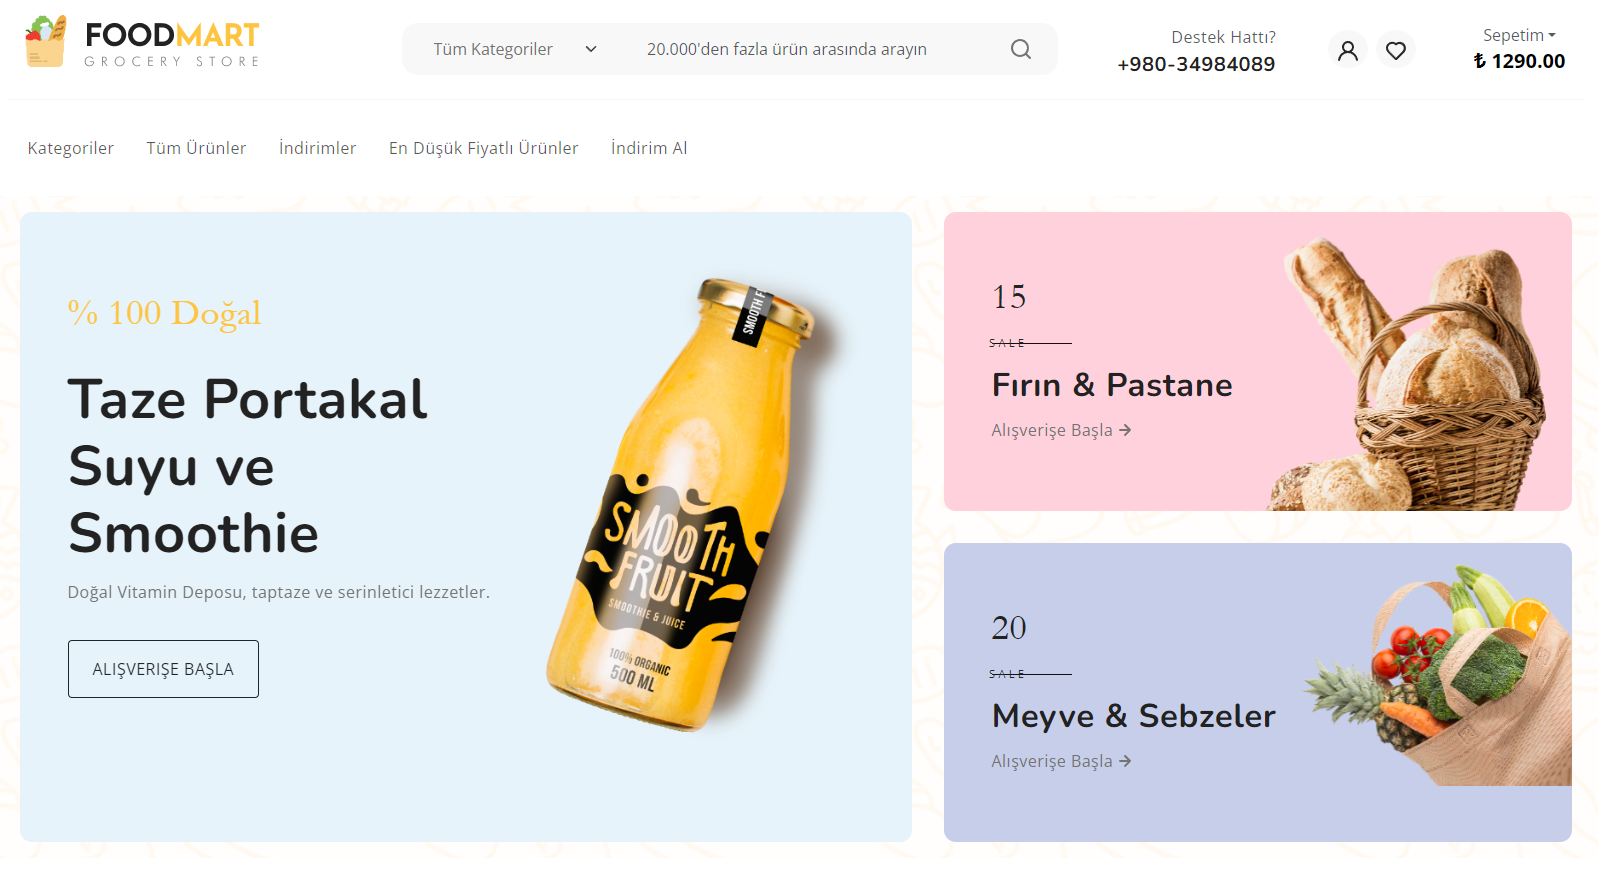 FOODMART
GROCERY STORE
Tüm Kategoriler
20.000'den fazla ürün arasında arayın
Destek Hattı?
+980-34984089
Sepetim
₺ 1290.00
Kategoriler
Tüm Ürünler
İndirimler
En Düşük Fiyatlı Ürünler
İndirim Al
% 100 Doğal
Taze Portakal
Suyu ve
Smoothie
Doğal Vitamin Deposu, taptaze ve serinletici lezzetler.
ALIŞVERIŞE BAŞLA
SMOOTH F
SMOOTH
FRUIT
SMOOTHIE & JUICE
100% ORGANIC
500 ML
15
SALE
Fırın & Pastane
Alışverişe Başla
20
SALE
Meyve & Sebzeler
Alışverişe Başla